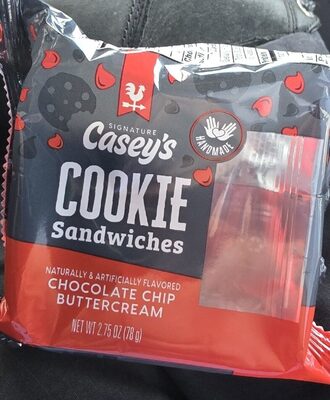 SIGNATURE
Casey's
HANDMADE
COOKIE
Sandwiches
NATURALLY & ARTIFICIALLY FLAVORED
CHOCOLATE CHIP
BUTTERCREAM
NET WT 2.75 OZ (78 g)